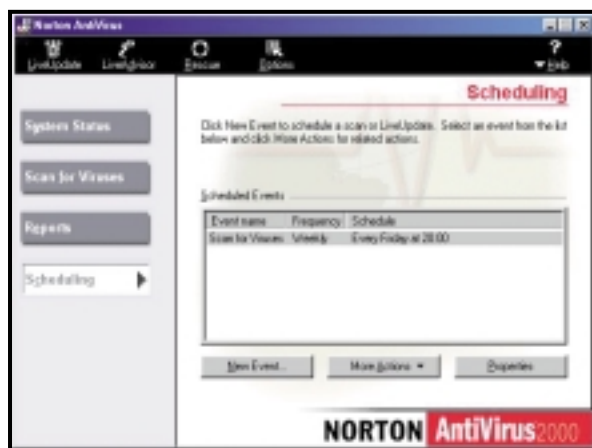 Norton AntiVirus
LiveUpdate LiveAdvisor Rescue Options Help
Scheduling
System Status
Click New Event to schedule a scan or LiveUpdate. Select an event from the list
below and click More Actions for related actions.
Scan for Viruses
Scheduled Events
Reports
Event name Frequency Schedule
Scan for Viruses Weekly Every Friday at 20:00
Scheduling
New Event... More Actions Properties
NORTON AntiVirus 2000